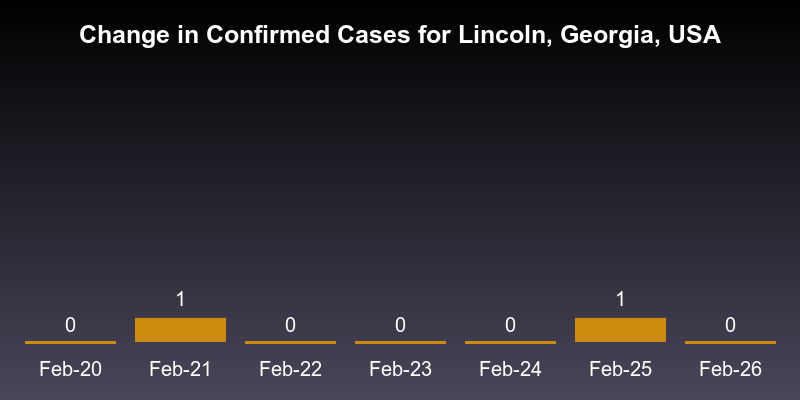 Change in Confirmed Cases for Lincoln, Georgia, USA
0 1 0 0 0 1 0
Feb-20 Feb-21 Feb-22 Feb-23 Feb-24 Feb-25 Feb-26